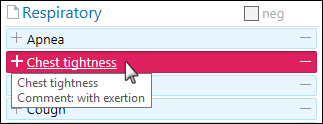 Respiratory neg
Apnea
Chest tightness
Chest tightness
Comment: with exertion
Cough